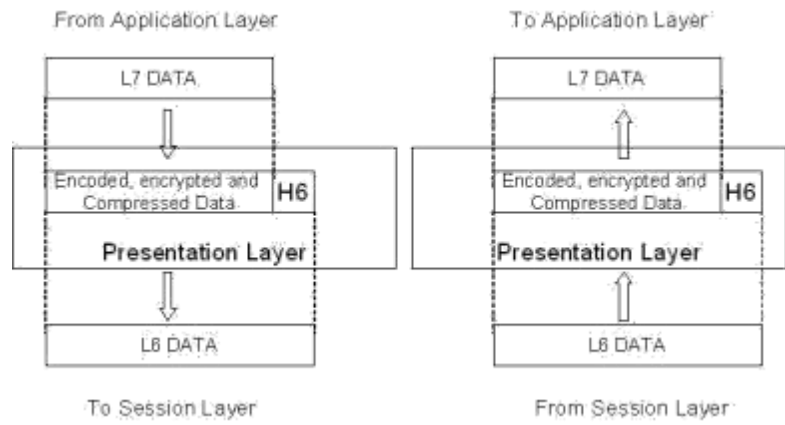 From Application Layer
L7 DATA
Encoded, encrypted and
Compressed Data
H6
Presentation Layer
L6 DATA
To Session Layer
To Application Layer
L7 DATA
Encoded, encrypted and
Compressed Data
H6
Presentation Layer
L6 DATA
From Session Layer